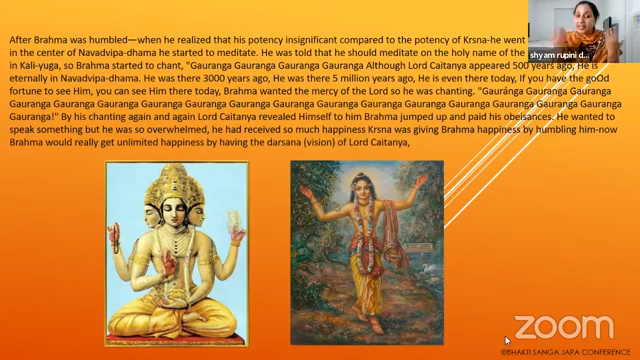 After Brahma was humbled—when he realized that his potency insignificant compared to the potency of Krsna-he went
in the center of Navadvipa-dhama he started to meditate. He was told that he should meditate on the holy name of the
in Kali-yuga, so Brahma started to chant, "Gauranga Gauranga Gauranga Gauranga Although Lord Caitanya appeared 500 years ago, He is
eternally in Navadvipa-dhama. He was there 3000 years ago, He was there 5 million years ago, He is even there today, If you have the goOd
fortune to see Him, you can see Him there today, Brahma wanted the mercy of the Lord so he was chanting. "Gauránga Gauranga Gauranga
Gauranga Gauranga Gauranga Gauranga Gauranga Gauranga Gauranga Gauranga Gauranga Gauranga Gauranga Gauranga Gauranga
Gauranga!" By his chanting again and again Lord Caitanya revealed Himself to him Brahma jumped up and paid his obeisances. He wanted to
speak something but he was so overwhelmed, he had received so much happiness Krsna was giving Brahma happiness by humbling him-now
Brahma would really get unlimited happiness by having the darsana (vision) of Lord Caitanya,
shyam rupini d...
zoom
©BHAKTI SANGA JAPA CONFERENCE